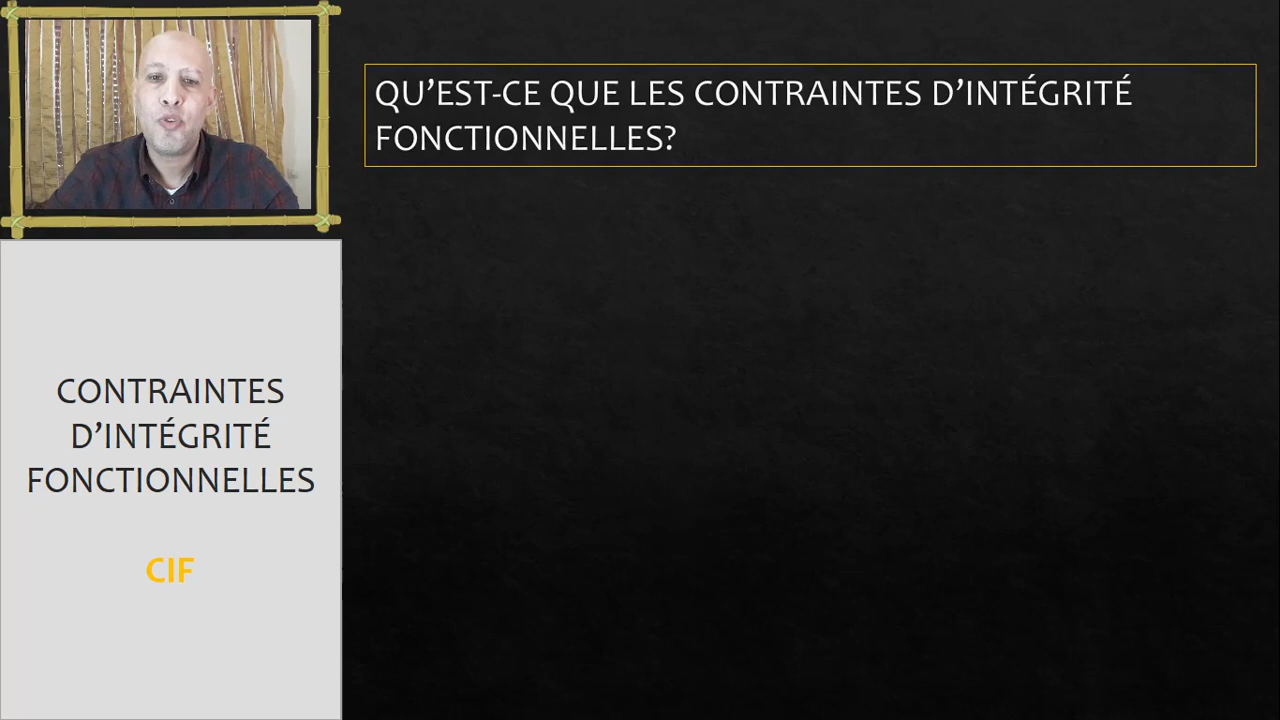 QU’EST-CE QUE LES CONTRAINTES D’INTÉGRITÉ
FONCTIONNELLES?
CONTRAINTES
D’INTÉGRITÉ
FONCTIONNELLES
CIF